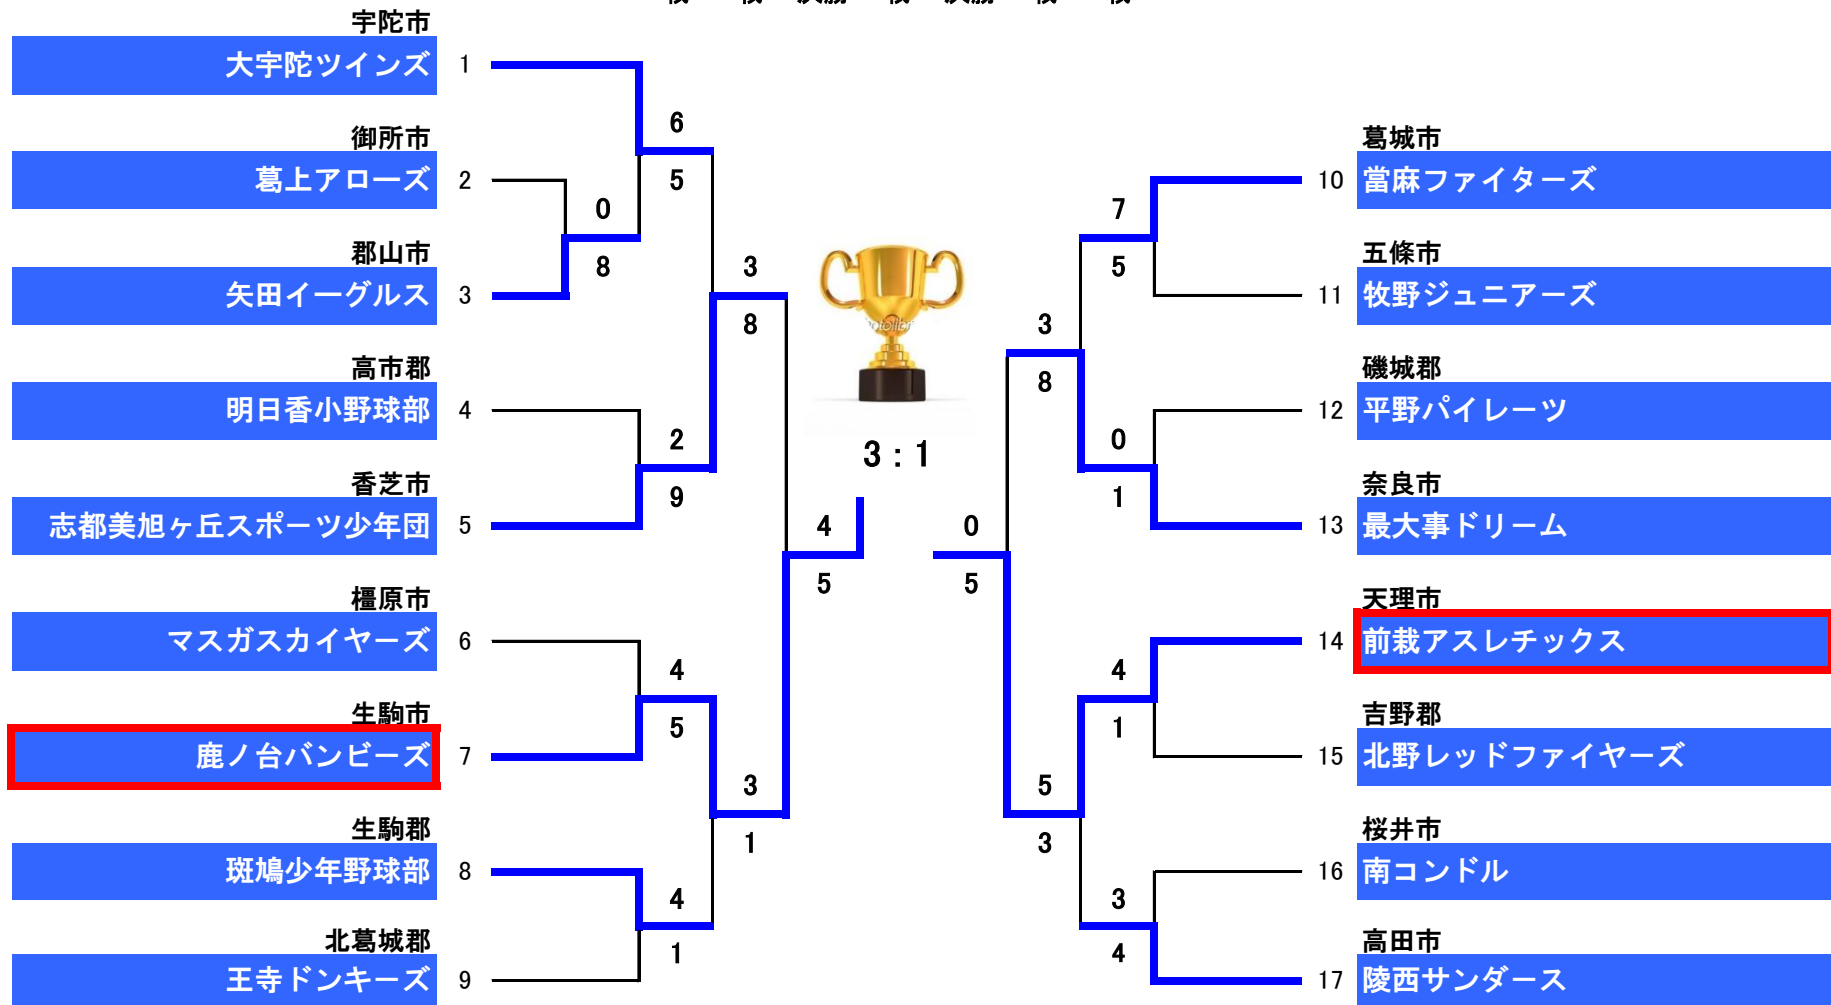 戦 戦 決勝 戦 決勝 戦 戦
宇陀市
大宇陀ツインズ 1
御所市
葛上アローズ 2
郡山市
矢田イーグルス 3
高市郡
明日香小野球部 4
香芝市
志都美旭ヶ丘スポーツ少年団 5
橿原市
マスガスカイヤーズ 6
生駒市
鹿ノ台バンビーズ 7
生駒郡
斑鳩少年野球部 8
北葛城郡
王寺ドンキーズ 9
0
8
6
5
2
9
4
5
4
1
3
8
3
1
4
5
3 : 1
0
5
3
8
5
3
7
5
0
1
4
1
3
4
葛城市
10 當麻ファイターズ
五條市
11 牧野ジュニアーズ
磯城郡
12 平野パイレーツ
奈良市
13 最大事ドリーム
天理市
14 前栽アスレチックス
吉野郡
15 北野レッドファイヤーズ
桜井市
16 南コンドル
高田市
17 陵西サンダース